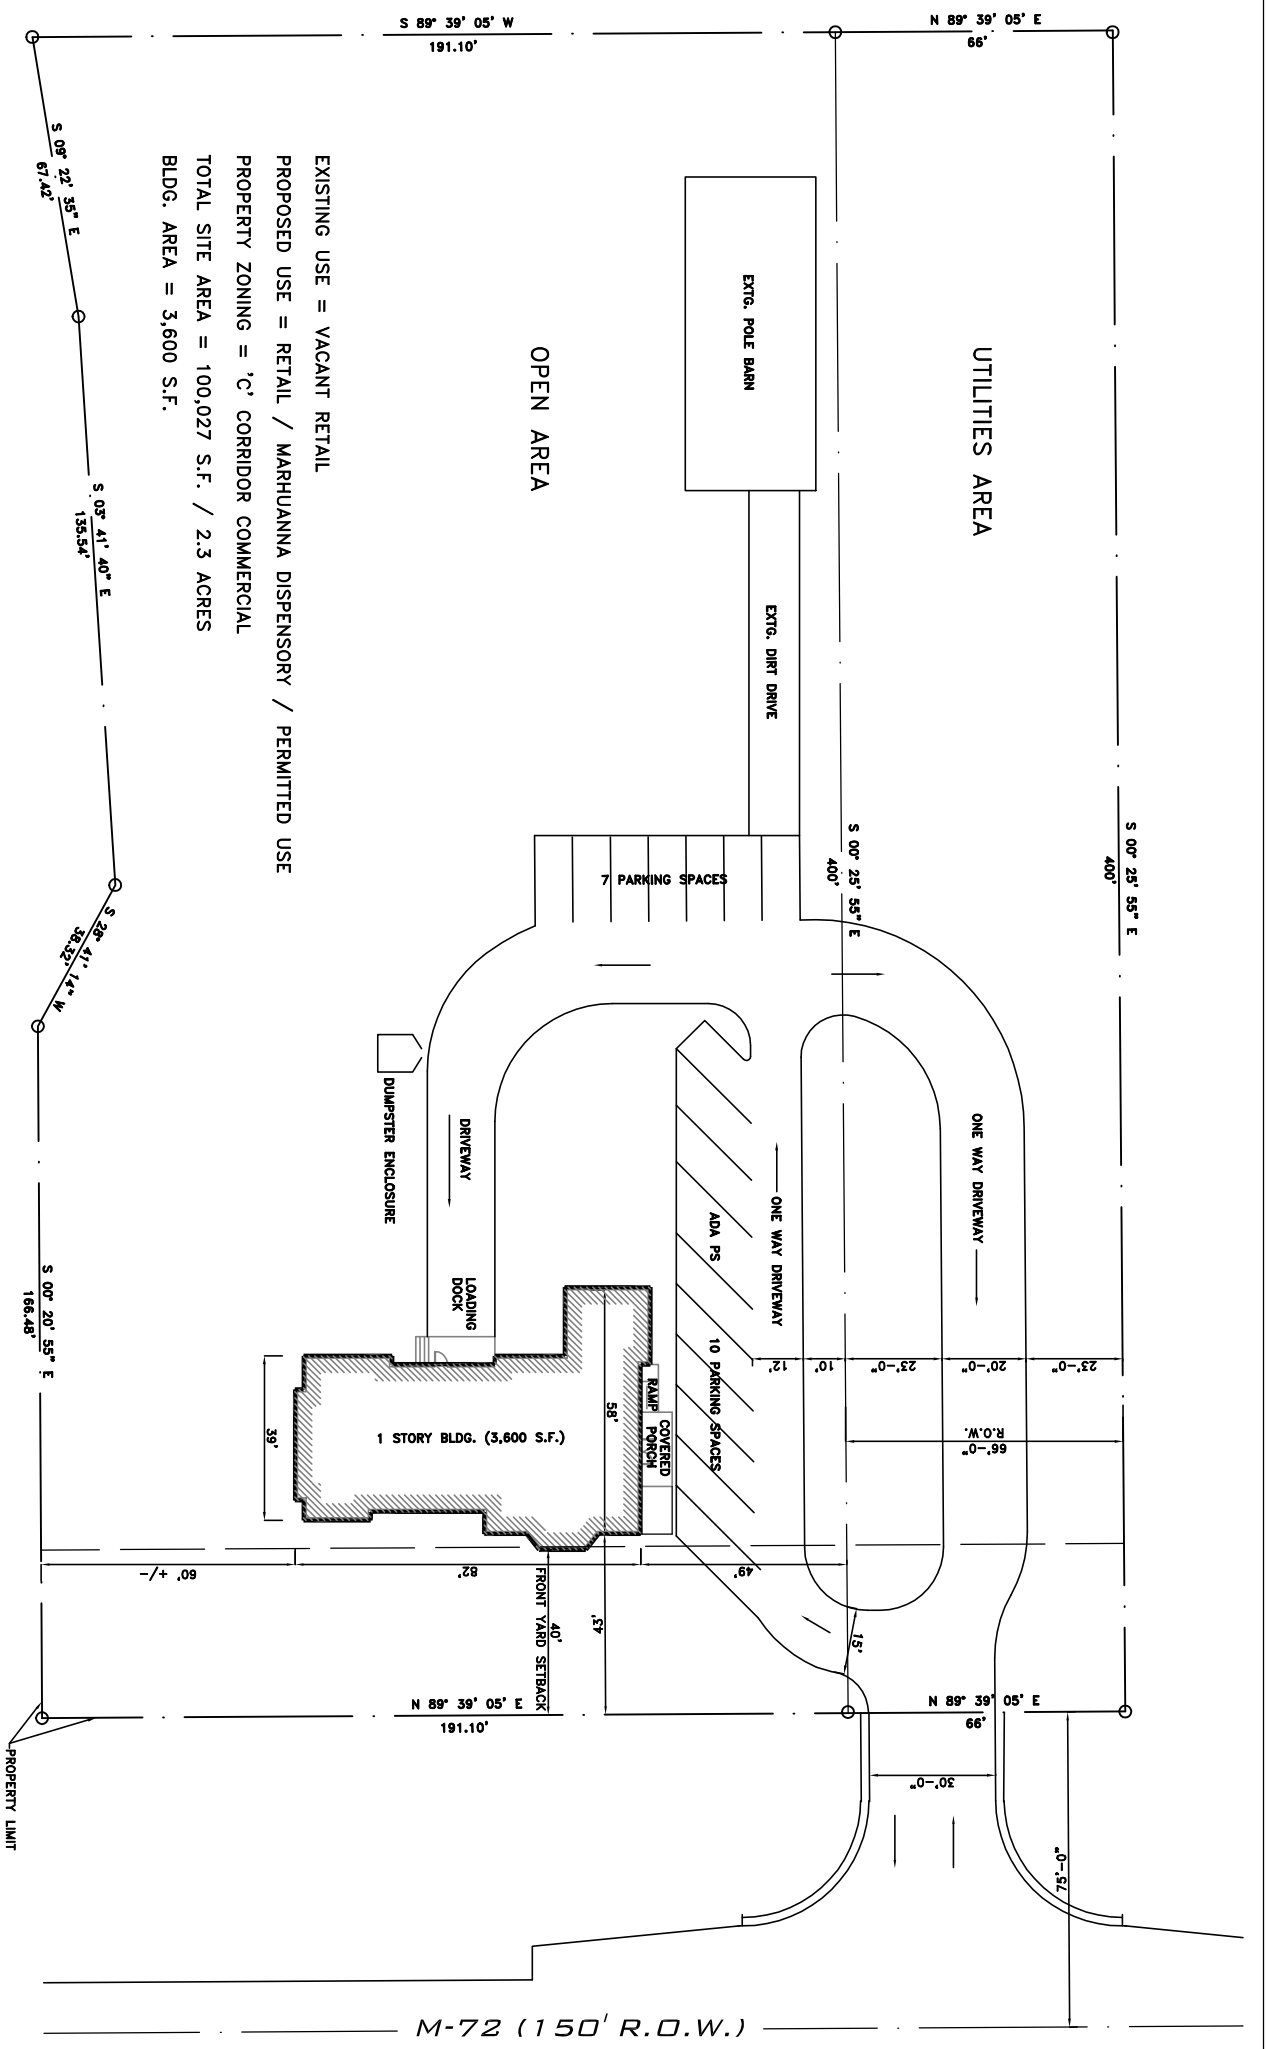 S 89° 39' 05" W
191.10'
N 89° 39' 05" E
66'
S 09° 22' 35" E
67.42'
EXISTING USE = VACANT RETAIL
PROPOSED USE = RETAIL / MARHUANNA DISPENSORY / PERMITTED USE
PROPERTY ZONING = 'C' CORRIDOR COMMERCIAL
TOTAL SITE AREA = 100,027 S.F. / 2.3 ACRES
BLDG. AREA = 3,600 S.F.
EXTG. POLE BARN
OPEN AREA
UTILITIES AREA
S 03° 41' 40" E
135.54'
EXTG. DIRT DRIVE
S 00° 25' 55" E
400'
S 00° 25' 55" E
400'
7 PARKING SPACES
S 28° 41' 14" W
38.32'
DUMPSTER ENCLOSURE
DRIVEWAY
ONE WAY DRIVEWAY
ONE WAY DRIVEWAY
ADA PS
10 PARKING SPACES
LOADING
DOCK
S 00° 20' 55" E
166.48'
12'
10'
23'-0"
20'-0"
23'-0"
RAMP
COVERED
PORCH
58'
39'
1 STORY BLDG. (3,600 S.F.)
66'-0"
R.O.W.
60' +/-
82'
49'
43'
40'
FRONT YARD SETBACK
15'
N 89° 39' 05" E
191.10'
N 89° 39' 05" E
66'
PROPERTY LIMIT
30'-0"
75'-0"
M-72 (150' R.O.W.)